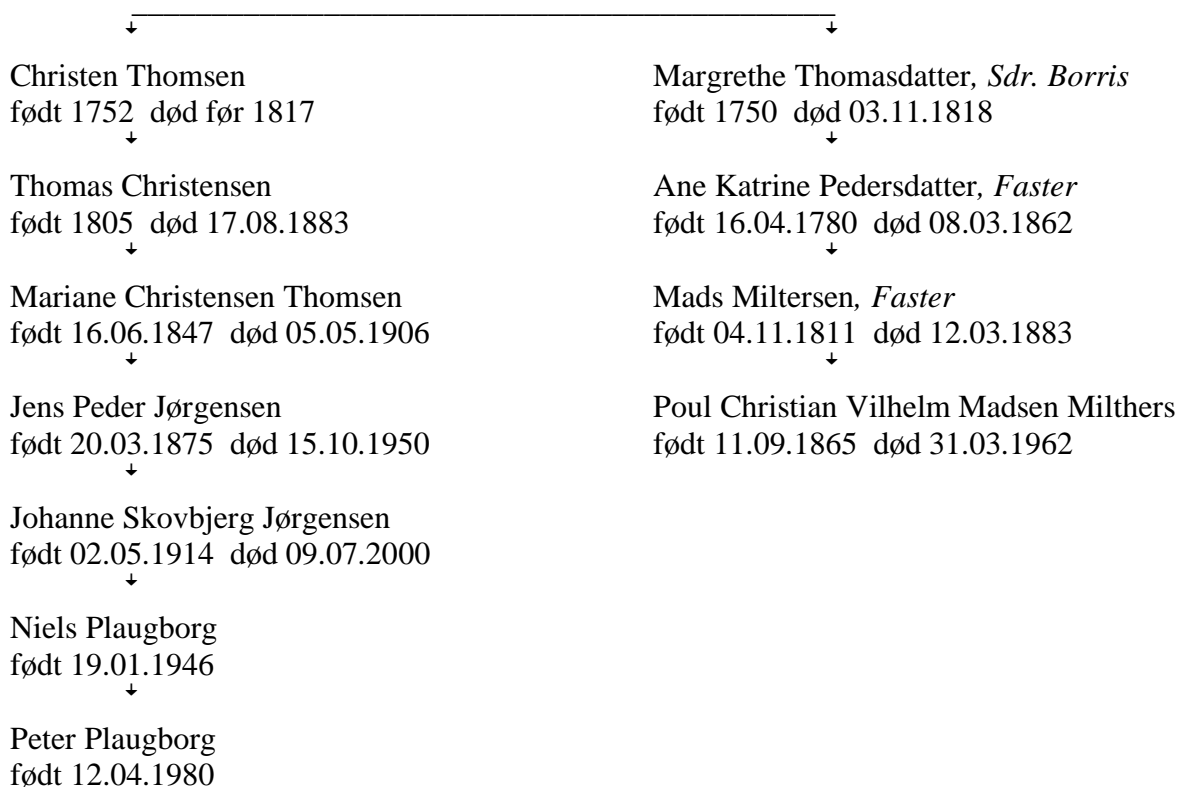 Christen Thomsen
født 1752 død før 1817
Thomas Christensen
født 1805 død 17.08.1883
Mariane Christensen Thomsen
født 16.06.1847 død 05.05.1906
Jens Peder Jørgensen
født 20.03.1875 død 15.10.1950
Johanne Skovbjerg Jørgensen
født 02.05.1914 død 09.07.2000
Niels Plaugborg
født 19.01.1946
Peter Plaugborg
født 12.04.1980
Margrethe Thomasdatter, Sdr. Borris
født 1750 død 03.11.1818
Ane Katrine Pedersdatter, Faster
født 16.04.1780 død 08.03.1862
Mads Miltersen, Faster
født 04.11.1811 død 12.03.1883
Poul Christian Vilhelm Madsen Milthers
født 11.09.1865 død 31.03.1962